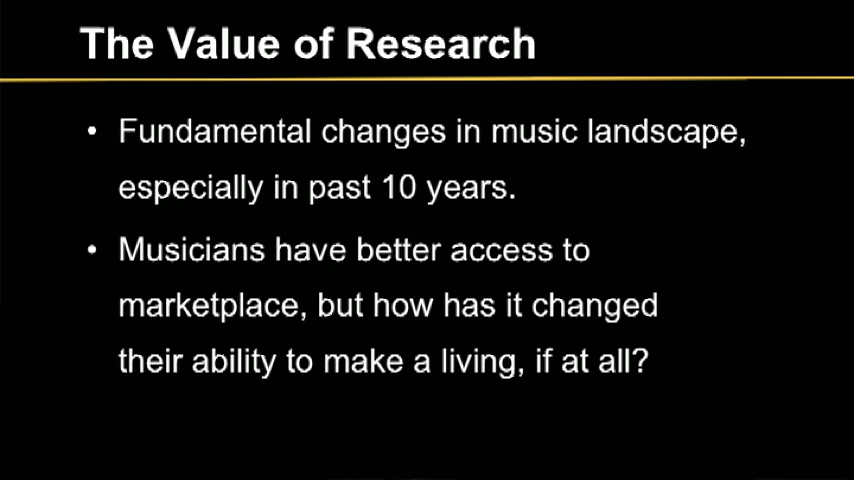 The Value of Research
• Fundamental changes in music landscape,
especially in past 10 years.
• Musicians have better access to
marketplace, but how has it changed
their ability to make a living, if at all?